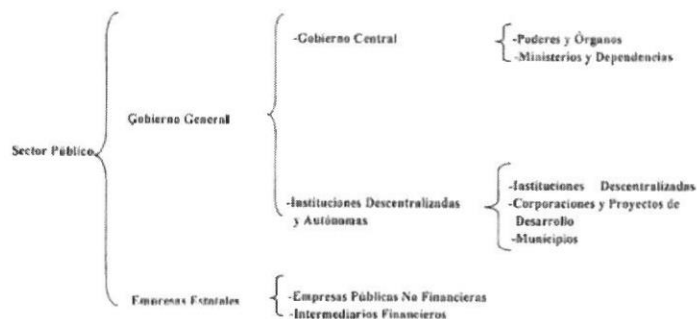 -Gobierno Central
-Poderes y Órganos
-Ministerios y Dependencias
Gobierno General
Sector Público
-Instituciones Descentralizadas
y Autónomas
-Instituciones Descentralizadas
-Corporaciones y Proyectos de
Desarrollo
-Municipios
Empresas Estatales
-Empresas Públicas No Financieras
-Intermediarios Financieros